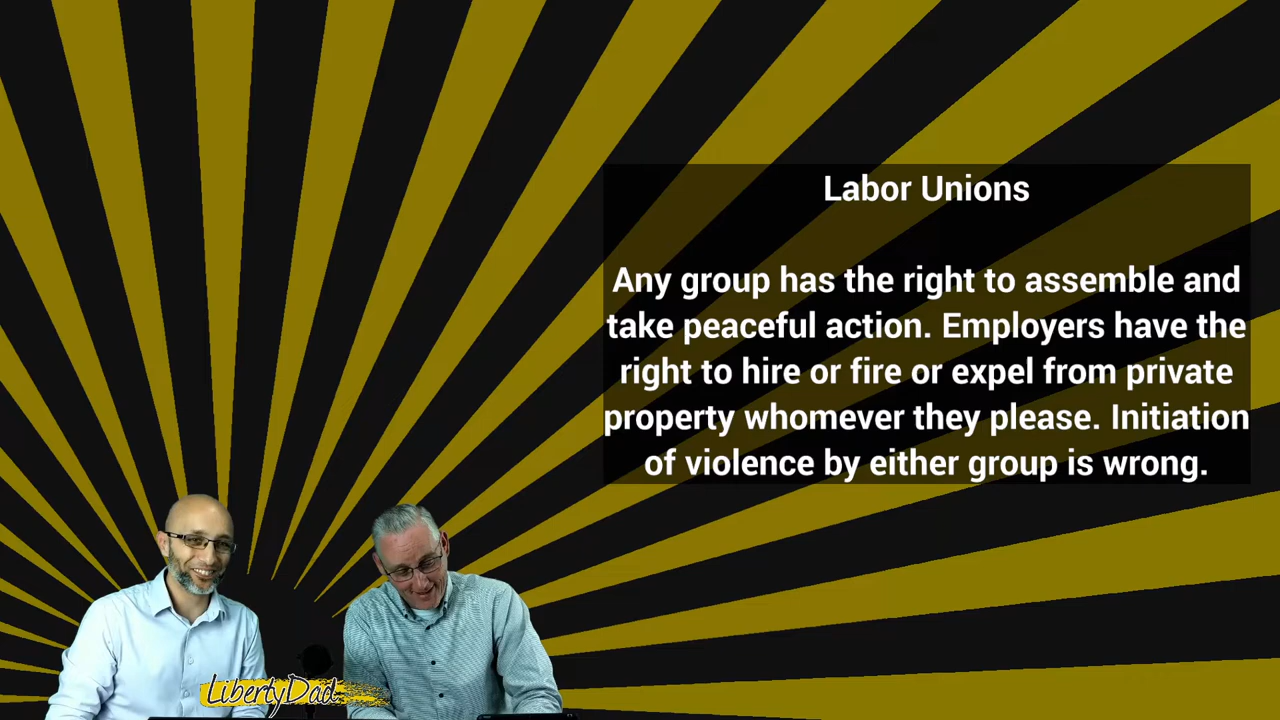 Labor Unions
Any group has the right to assemble and
take peaceful action. Employers have the
right to hire or fire or expel from private
property whomever they please. Initiation
of violence by either group is wrong.
LibertyDad